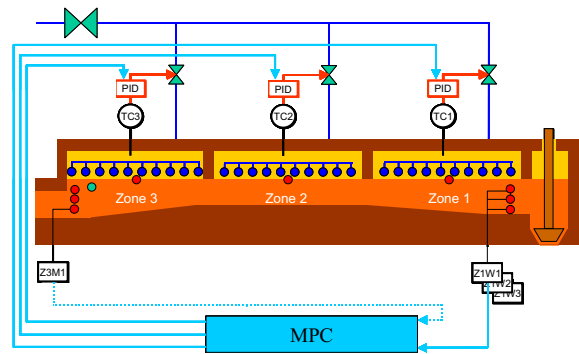 PID
PID
PID
TC3
TC2
TC1
Zone 3
Zone 2
Zone 1
Z3M1
Z1W1
Z1W2
Z1W3
MPC